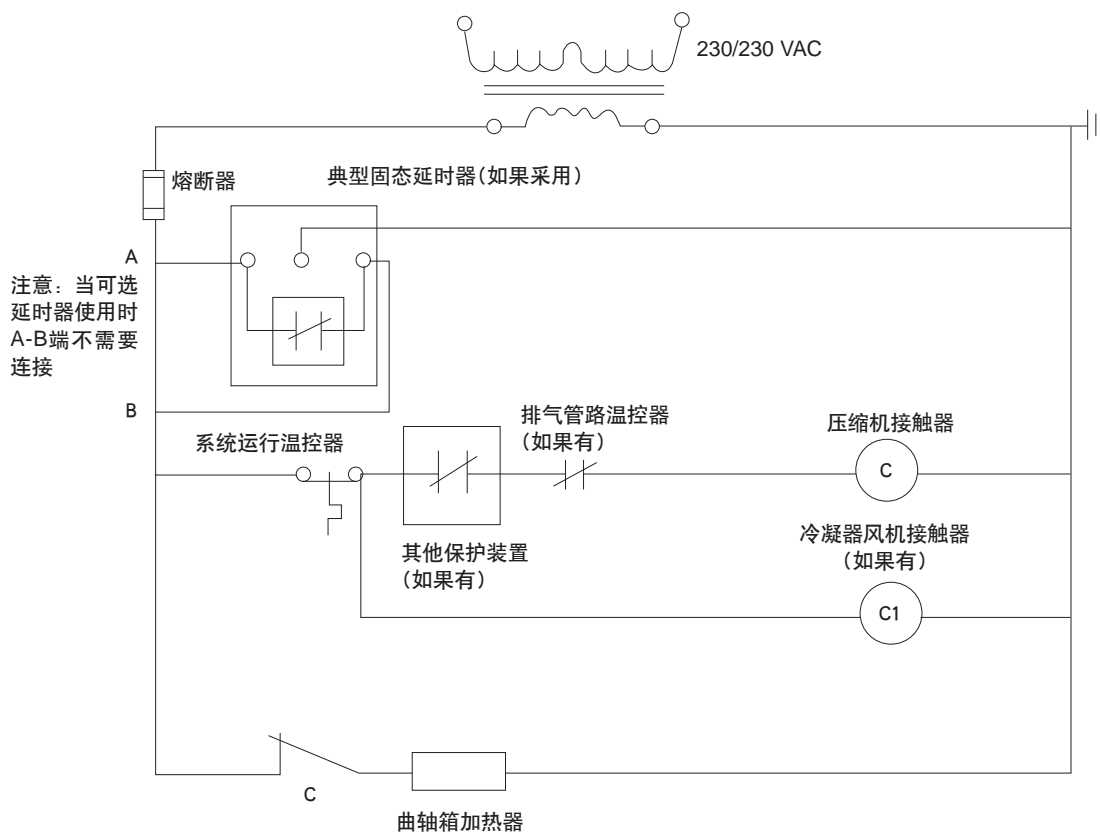 230/230 VAC
熔断器
典型固态延时器(如果采用)
A
注意：当可选
延时器使用时
A-B端不需要
连接
B
系统运行温控器
排气管路温控器
(如果有)
压缩机接触器
C
其他保护装置
(如果有)
冷凝器风机接触器
(如果有)
C1
C
曲轴箱加热器